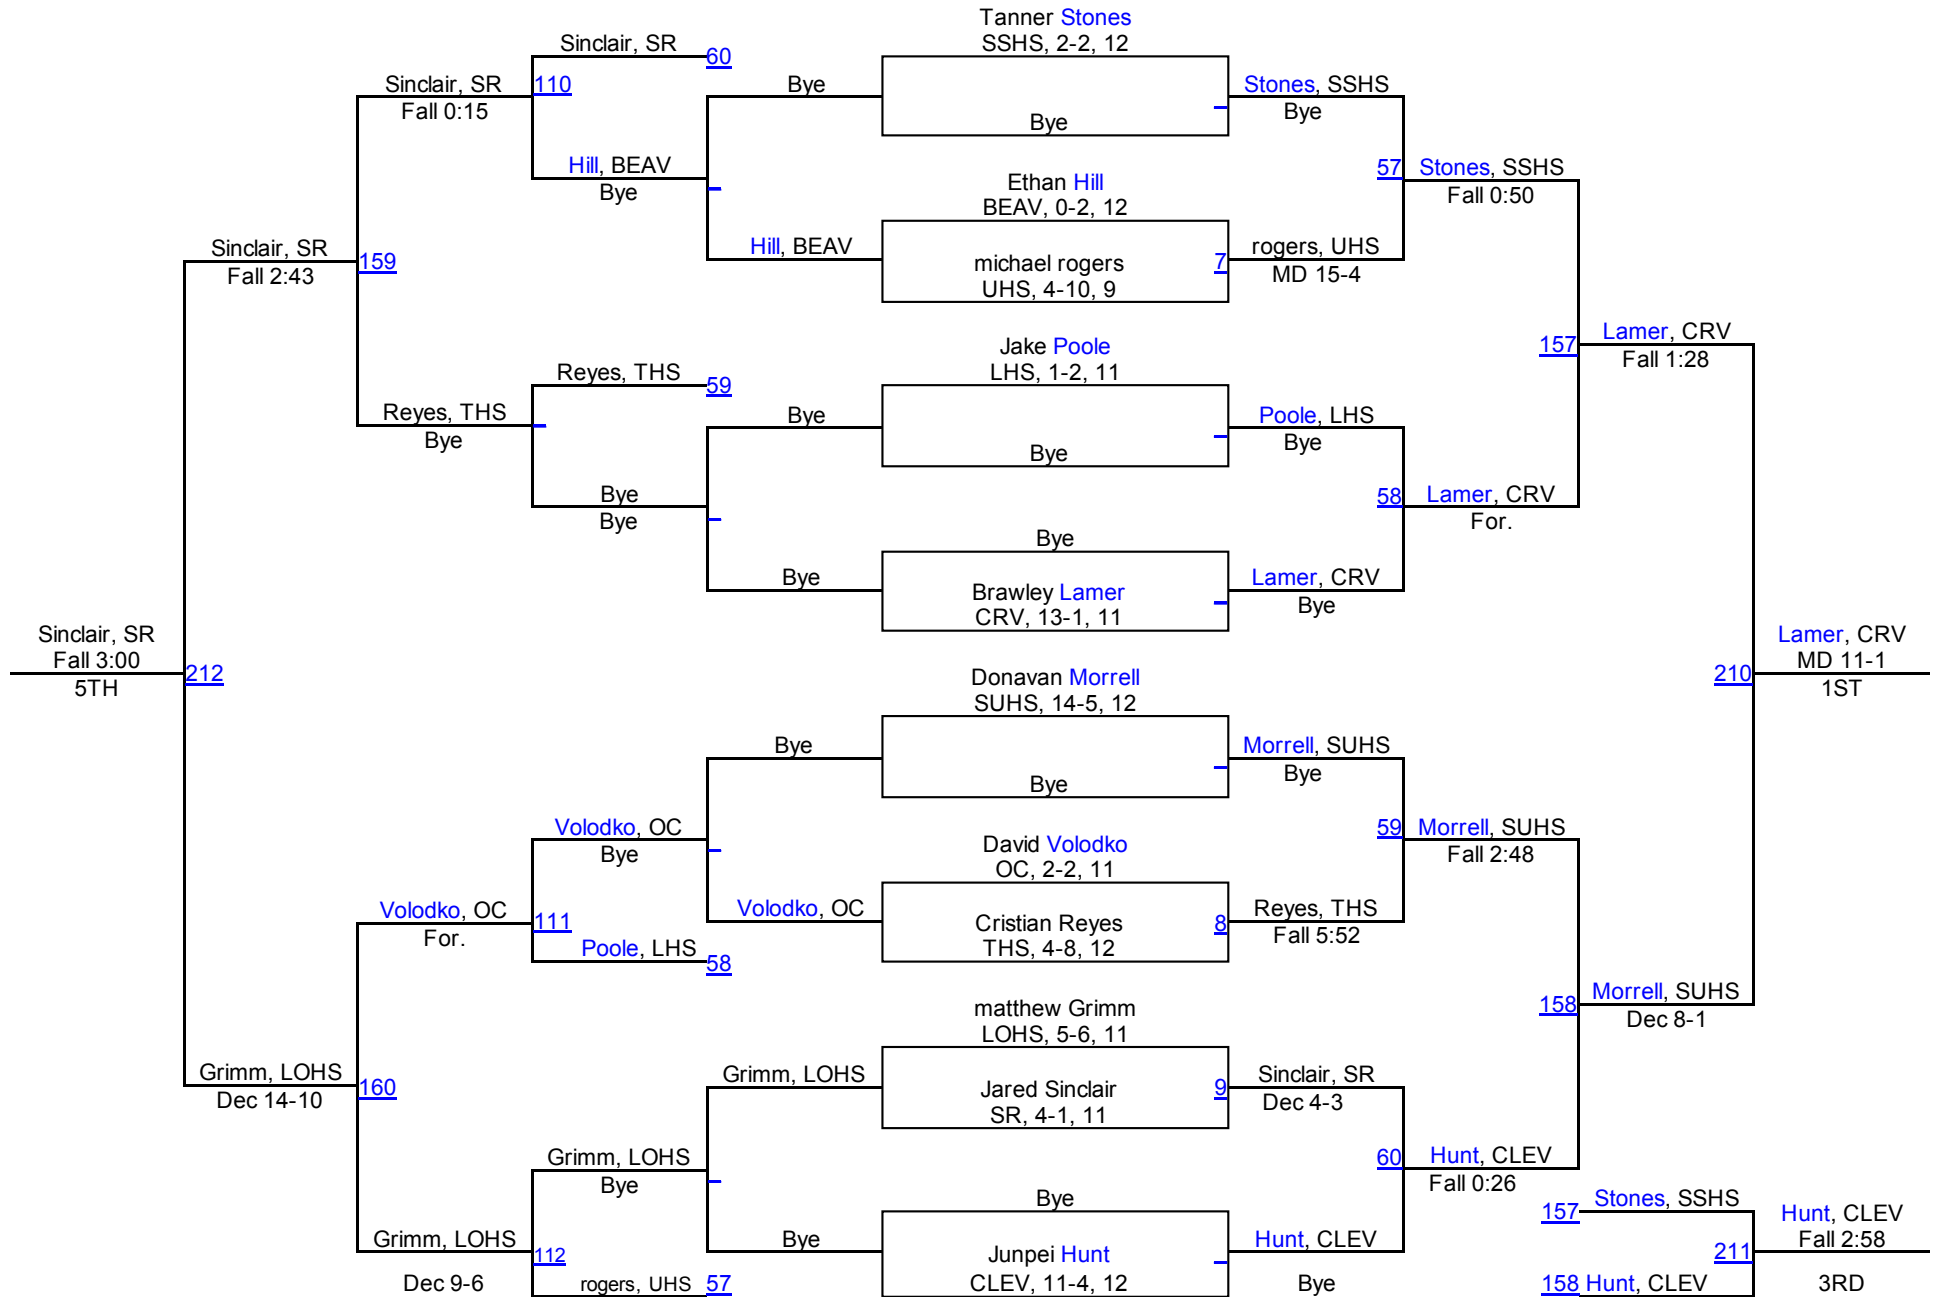 Tanner Stones
SSHS, 2-2, 12
Sinclair, SR
60
Sinclair, SR
110
Bye
Stones, SSHS
Fall 0:15
Bye
Bye
Hill, BEAV
Bye
57
Stones, SSHS
Fall 0:50
Ethan Hill
BEAV, 0-2, 12
Sinclair, SR
Fall 2:43
159
Hill, BEAV
michael rogers
UHS, 4-10, 9
7
rogers, UHS
MD 15-4
Jake Poole
LHS, 1-2, 11
157
Lamer, CRV
Fall 1:28
Reyes, THS
59
Reyes, THS
Bye
Bye
Poole, LHS
Bye
Bye
Bye
Bye
58
Lamer, CRV
For.
Bye
Bye
Brawley Lamer
CRV, 13-1, 11
Lamer, CRV
Bye
Sinclair, SR
Fall 3:00
5TH
212
210
Lamer, CRV
MD 11-1
1ST
Donavan Morrell
SUHS, 14-5, 12
Bye
Bye
Morrell, SUHS
Bye
Volodko, OC
Bye
59
Morrell, SUHS
Fall 2:48
David Volodko
OC, 2-2, 11
Volodko, OC
For.
111
Volodko, OC
Cristian Reyes
THS, 4-8, 12
8
Reyes, THS
Fall 5:52
Poole, LHS
58
158
Morrell, SUHS
Dec 8-1
matthew Grimm
LOHS, 5-6, 11
Grimm, LOHS
Dec 14-10
160
Grimm, LOHS
Jared Sinclair
SR, 4-1, 11
9
Sinclair, SR
Dec 4-3
Grimm, LOHS
Bye
60
Hunt, CLEV
Fall 0:26
Bye
157
Stones, SSHS
Grimm, LOHS
Dec 9-6
112
Bye
Junpei Hunt
CLEV, 11-4, 12
Hunt, CLEV
Bye
211
Hunt, CLEV
Fall 2:58
3RD
rogers, UHS
57
158
Hunt, CLEV